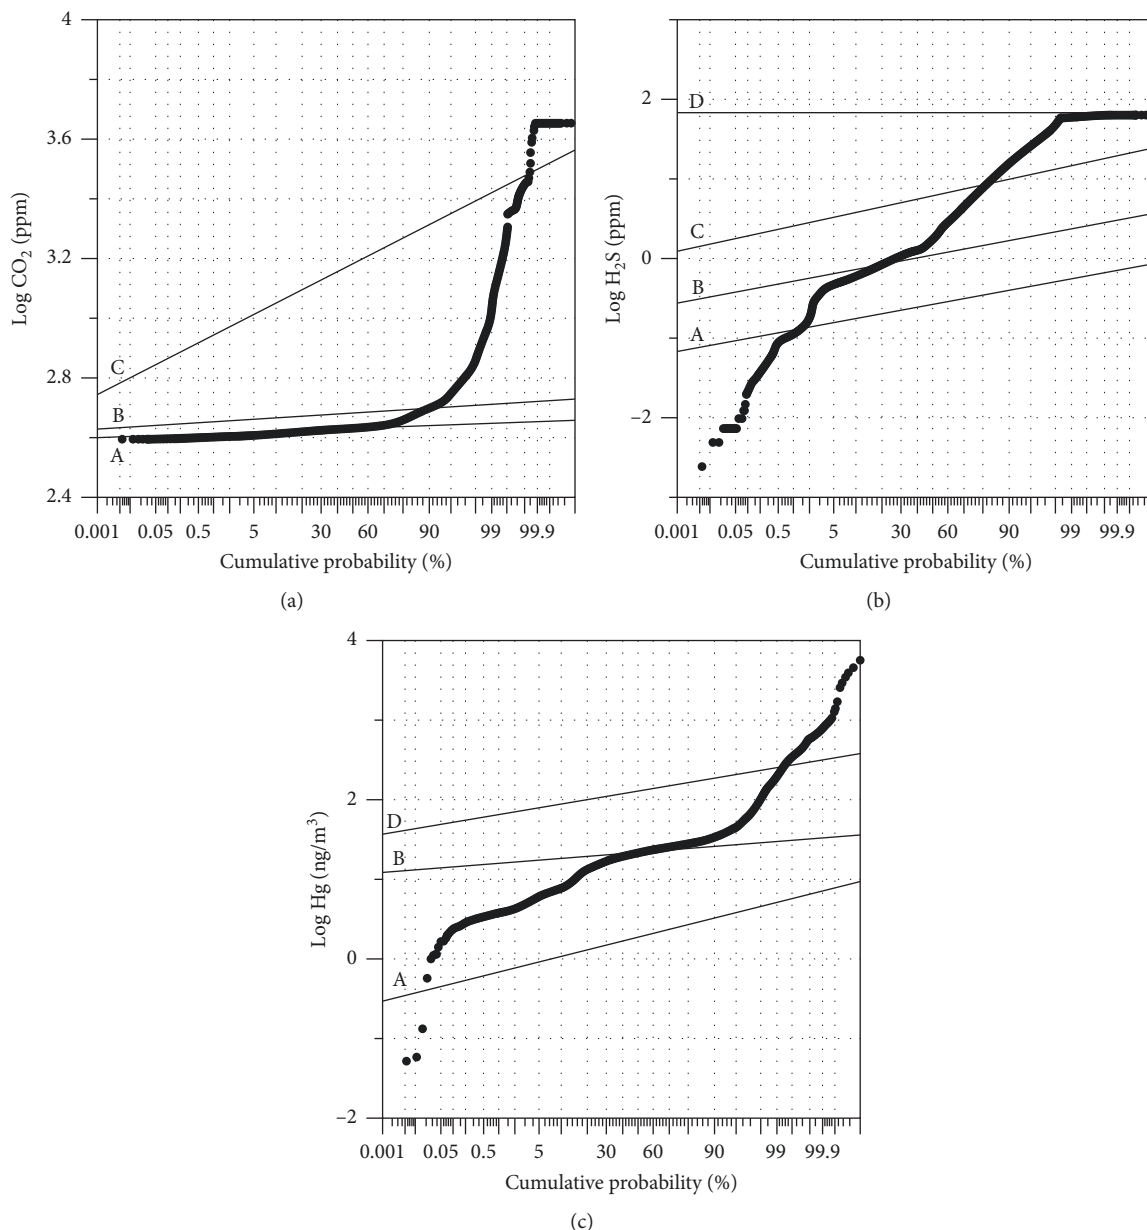 4
3.6
3.2
2.8
2.4
Log CO₂ (ppm)
C
B
A
0.001 0.05 0.5 5 30 60 90 99 99.9
Cumulative probability (%)
(a)
2
0
−2
Log H₂S (ppm)
D
C
B
A
0.001 0.05 0.5 5 30 60 90 99 99.9
Cumulative probability (%)
(b)
4
2
0
−2
Log Hg (ng/m³)
D
B
A
0.001 0.05 0.5 5 30 60 90 99 99.9
Cumulative probability (%)
(c)